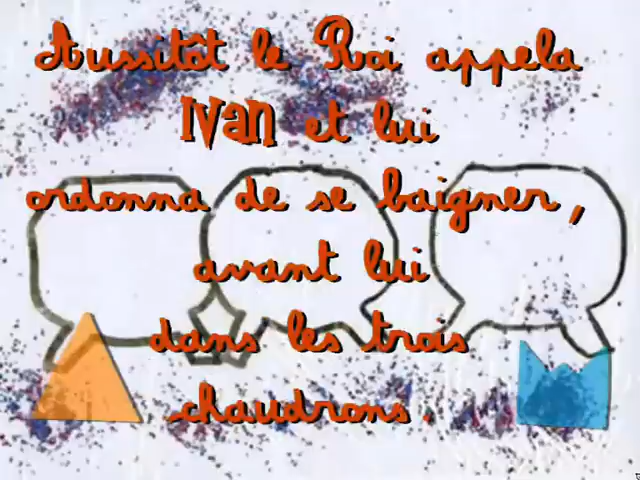 Aussitôt le Roi appela
Ivan et lui
ordonna de se baigner,
avant lui
dans les trois
chaudrons.